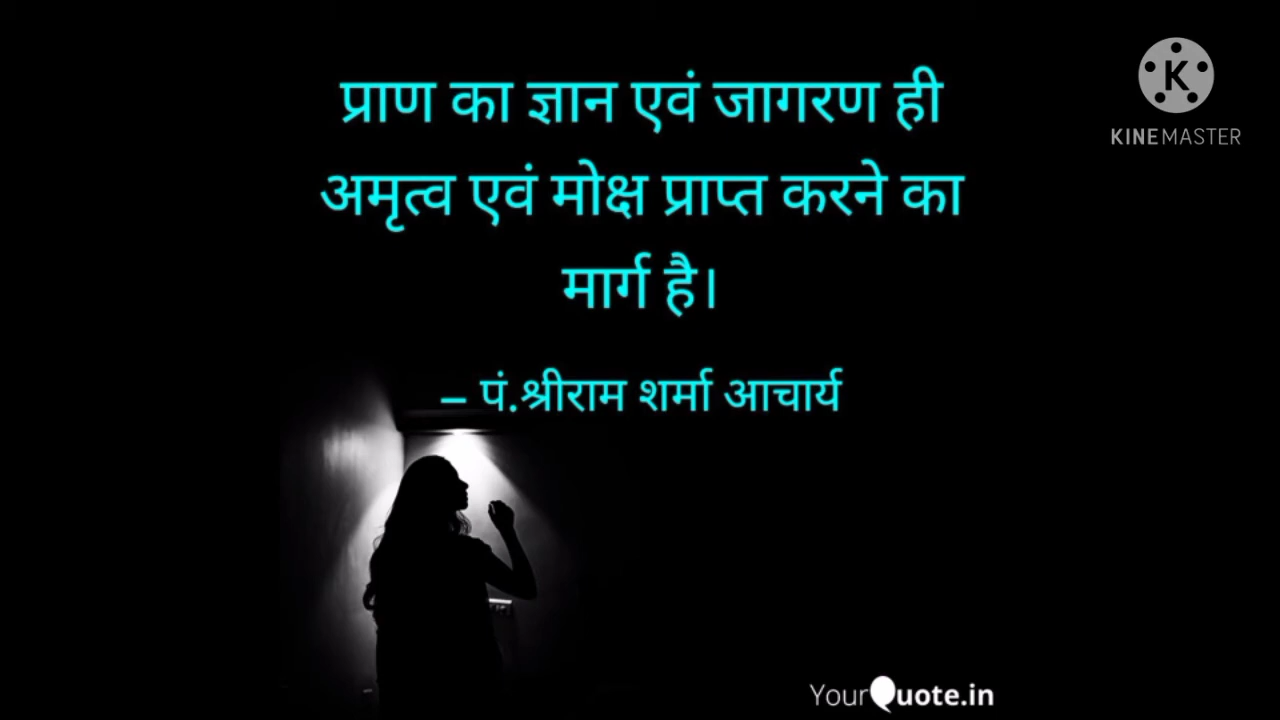 प्राण का ज्ञान एवं जागरण ही
अमृत्व एवं मोक्ष प्राप्त करने का
मार्ग है।
– पं.श्रीराम शर्मा आचार्य
K
KINEMASTER
YourQuote.in